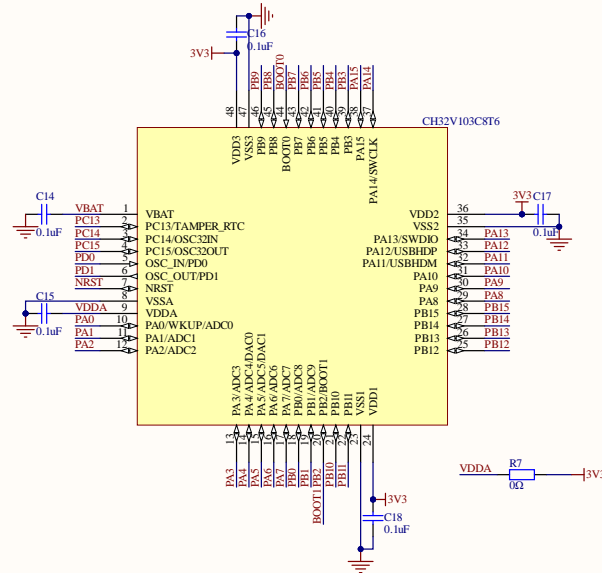 C16
0.1uF
3V3
PB9
PB8
BOOT0
PB7
PB6
PB5
PB4
PB3
PA15
PA14
48
47
46
45
44
43
42
41
40
39
38
37
CH32V103C8T6
VDD3
VSS3
PB9
PB8
BOOT0
PB7
PB6
PB5
PB4
PB3
PA15
PA14/SWCLK
C14
0.1uF
VBAT 1 VBAT
PC13 2 PC13/TAMPER_RTC
PC14 3 PC14/OSC32IN
PC15 4 PC15/OSC32OUT
PD0 5 OSC_IN/PD0
PD1 6 OSC_OUT/PD1
NRST 7 NRST
8 VSSA
C15
0.1uF
VDDA 9 VDDA
PA0 10 PA0/WKUP/ADC0
PA1 11 PA1/ADC1
PA2 12 PA2/ADC2
3V3
C17
0.1uF
VDD2 36
VSS2 35
PA13/SWDIO 34 PA13
PA12/USBHDP 33 PA12
PA11/USBHDM 32 PA11
PA10 31 PA10
PA9 30 PA9
PA8 29 PA8
PB15 28 PB15
PB14 27 PB14
PB13 26 PB13
PB12 25 PB12
PA3/ADC3
PA4/ADC4/DAC0
PA5/ADC5/DAC1
PA6/ADC6
PA7/ADC7
PB0/ADC8
PB1/ADC9
PB2/BOOT1
PB10
PB11
VSS1
VDD1
13
14
15
16
17
18
19
20
21
22
23
24
PA3
PA4
PA5
PA6
PA7
PB0
PB1
BOOT1 PB2
PB10
PB11
3V3
C18
0.1uF
VDDA
R7
0Ω
3V3